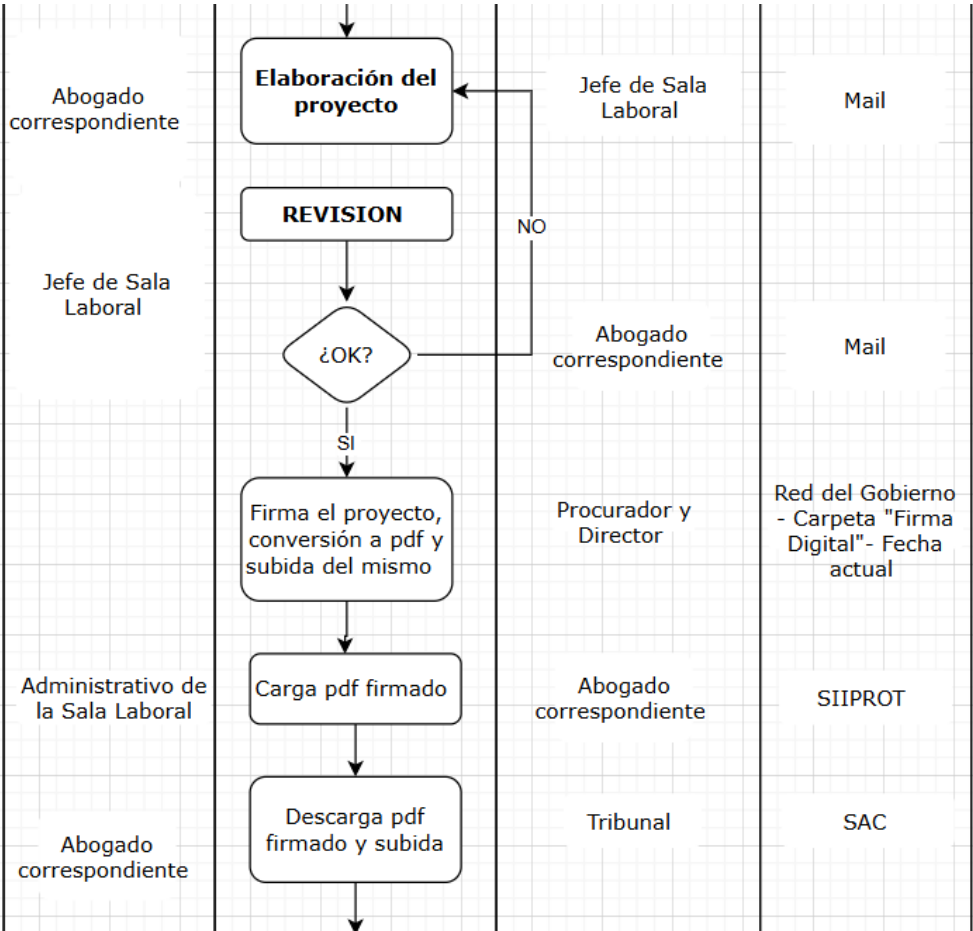 Abogado
correspondiente
Elaboración del
proyecto
Jefe de Sala
Laboral
Mail
REVISION
NO
Jefe de Sala
Laboral
¿OK?
Abogado
correspondiente
Mail
SI
Firma el proyecto,
conversión a pdf y
subida del mismo
Procurador y
Director
Red del Gobierno
- Carpeta "Firma
Digital"- Fecha
actual
Administrativo de
la Sala Laboral
Carga pdf firmado
Abogado
correspondiente
SIIPROT
Abogado
correspondiente
Descarga pdf
firmado y subida
Tribunal
SAC